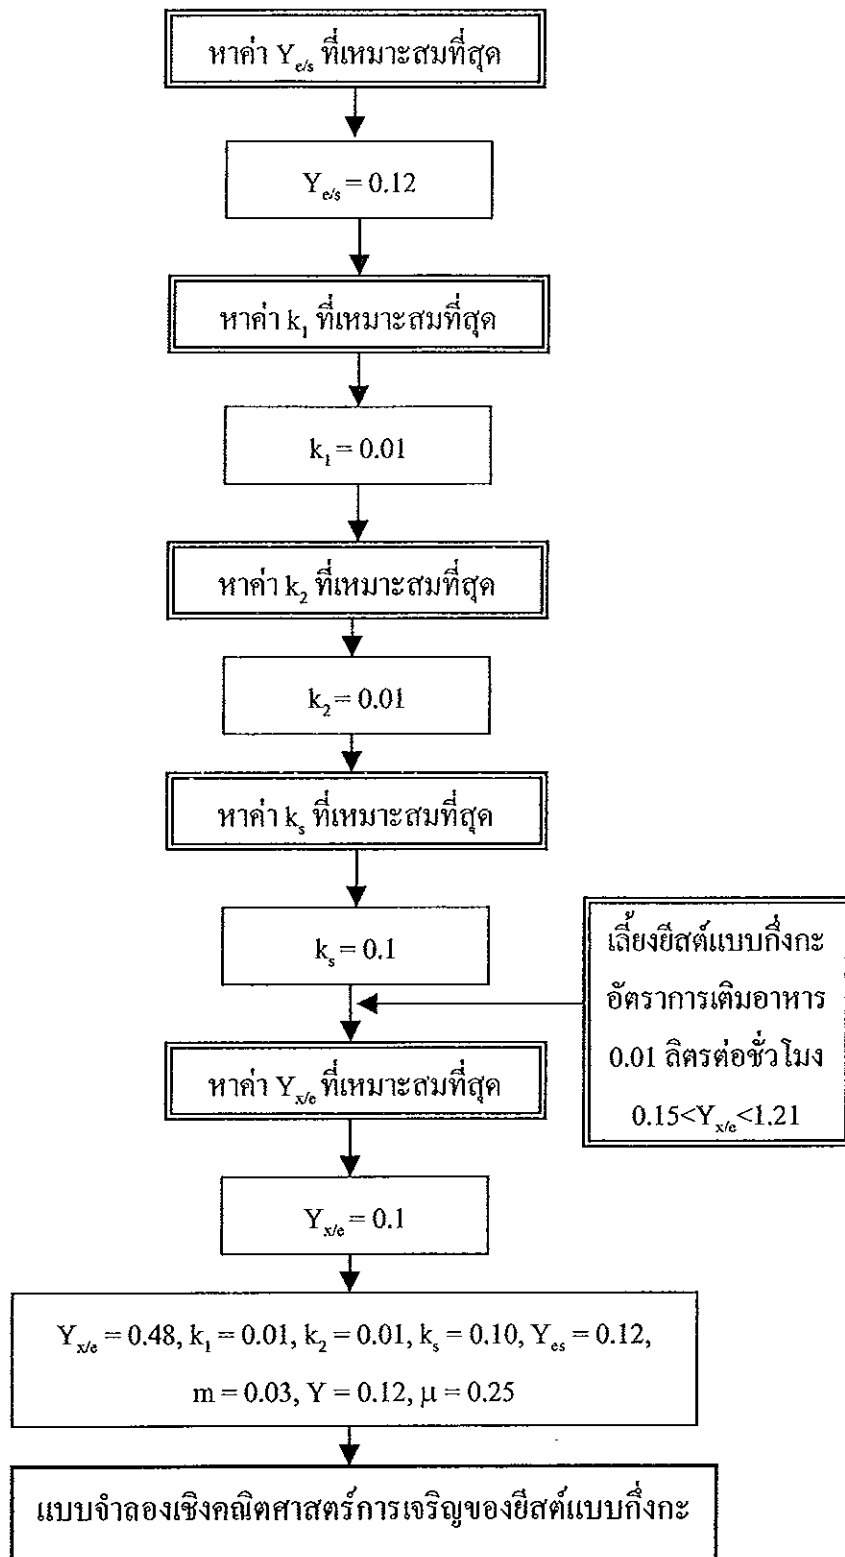 หาค่า Y_e/s ที่เหมาะสมที่สุด
Y_e/s = 0.12
หาค่า k_1 ที่เหมาะสมที่สุด
k_1 = 0.01
หาค่า k_2 ที่เหมาะสมที่สุด
k_2 = 0.01
หาค่า k_s ที่เหมาะสมที่สุด
k_s = 0.1
เลี้ยงยีสต์แบบกึ่งกะ
อัตราการเติมอาหาร
0.01 ลิตรต่อชั่วโมง
0.15<Y_x/e<1.21
หาค่า Y_x/e ที่เหมาะสมที่สุด
Y_x/e = 0.1
Y_x/e = 0.48, k_1 = 0.01, k_2 = 0.01, k_s = 0.10, Y_es = 0.12,
m = 0.03, Y = 0.12, μ = 0.25
แบบจำลองเชิงคณิตศาสตร์การเจริญของยีสต์แบบกึ่งกะ